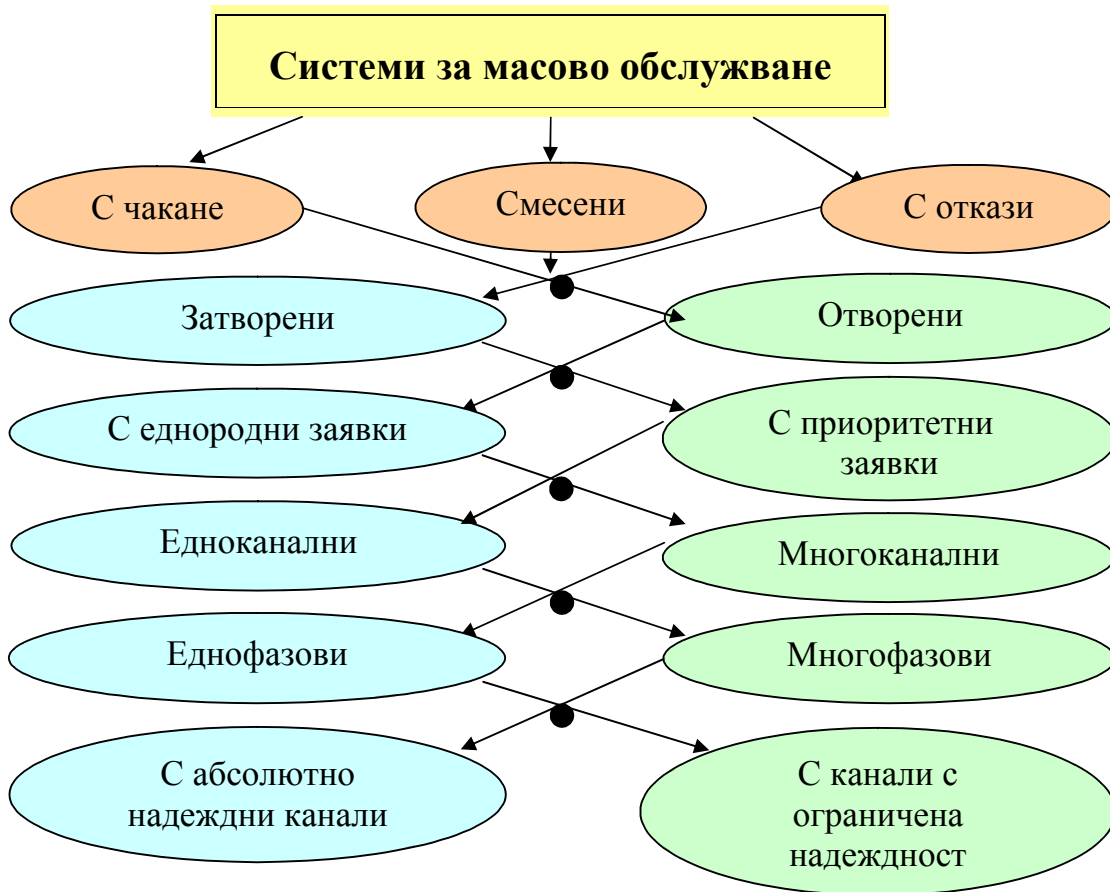 Системи за масово обслужване
С чакане
Смесени
С откази
Затворени
Отворени
С еднородни заявки
С приоритетни
заявки
Едноканални
Многоканални
Еднофазови
Многофазови
С абсолютно
надеждни канали
С канали с
ограничена
надеждност